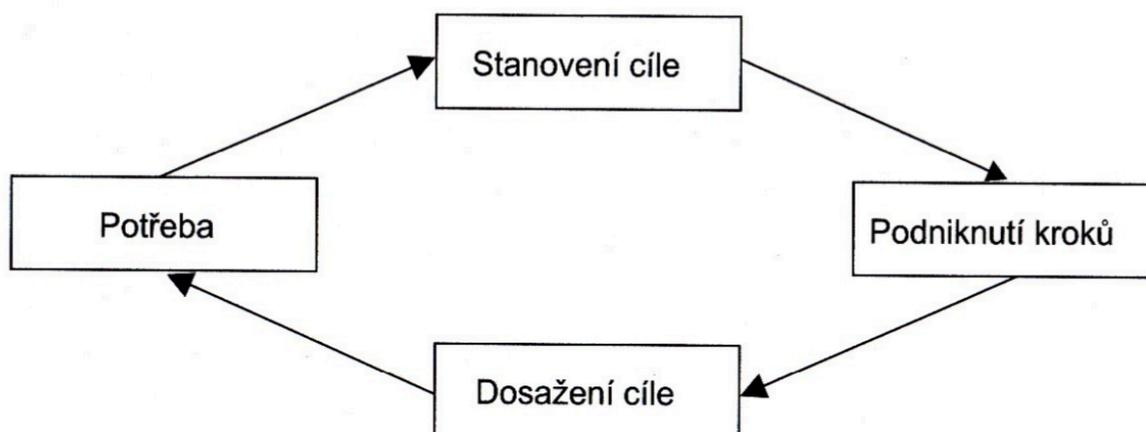 Stanovení cíle
Potřeba
Podniknutí kroků
Dosažení cíle